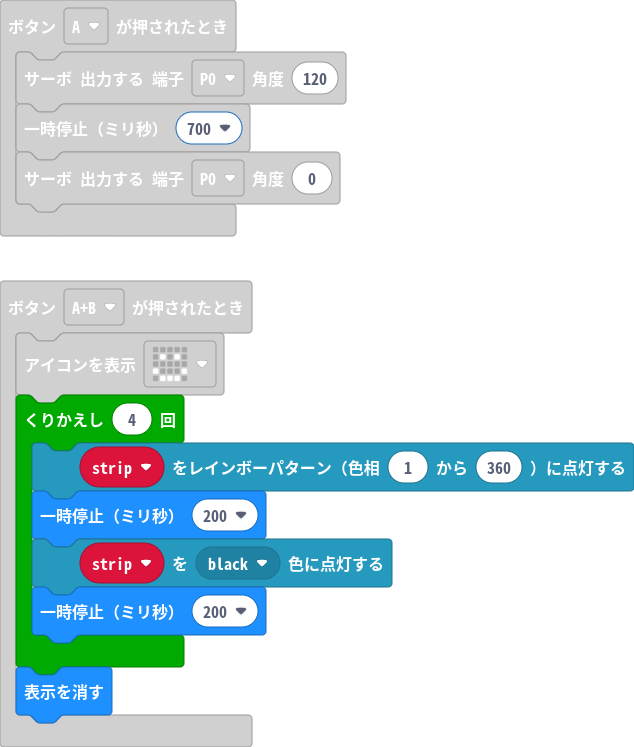 ボタン A が押されたとき
サーボ 出力する 端子 P0 角度 120
一時停止（ミリ秒） 700
サーボ 出力する 端子 P0 角度 0
ボタン A+B が押されたとき
アイコンを表示
くりかえし 4 回
strip をレインボーパターン（色相 1 から 360 ）に点灯する
一時停止（ミリ秒） 200
strip を black 色に点灯する
一時停止（ミリ秒） 200
表示を消す